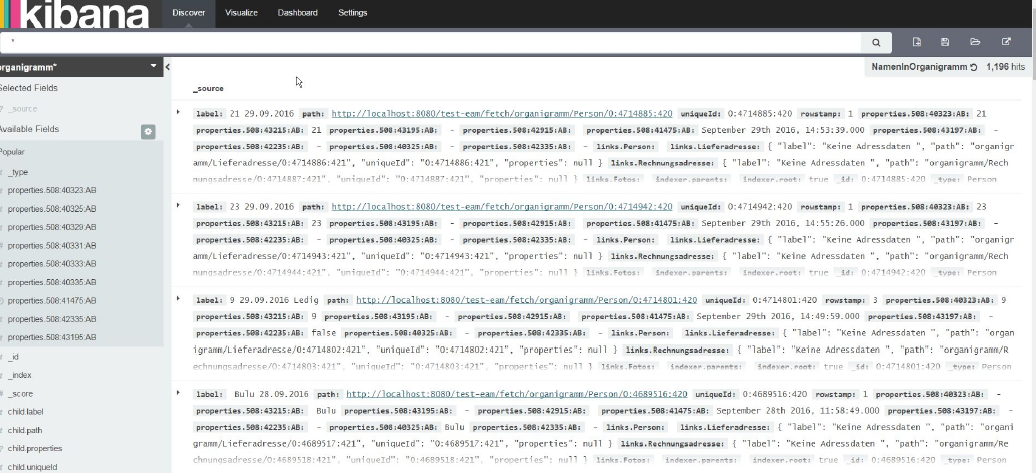 kibana
Discover Visualize Dashboard Settings
*
organigramm*
NameInOrganigramm 1,196 hits
Selected Fields
? _source
Available Fields
Popular
_type
properties.508:40323:AB
properties.508:40325:AB
properties.508:40329:AB
properties.508:40331:AB
properties.508:40333:AB
properties.508:40335:AB
properties.508:41475:AB
properties.508:42335:AB
properties.508:43195:AB
_id
_index
# _score
child.label
child.path
child.properties
child.uniqueId
_source
label: 21 29.09.2016 path: http://localhost:8080/test-eam/fetch/organigramm/Person/0:4714885:420 uniqueId: 0:4714885:420 rowstamp: 1 properties.508:40323:AB: 21
properties.508:43215:AB: 21 properties.508:43195:AB: - properties.508:42915:AB: properties.508:41475:AB: September 29th 2016, 14:53:39.000 properties.508:43197:AB: -
properties.508:42235:AB: - properties.508:40325:AB: - properties.508:42335:AB: - links.Person: links.Lieferadresse: { "label": "Keine Adressdaten ", "path": "organigr
amm/Lieferadresse/0:4714886:421", "uniqueId": "0:4714886:421", "properties": null } links.Rechnungsadresse: { "label": "Keine Adressdaten ", "path": "organigramm/Rech
nungsadresse/0:4714887:421", "uniqueId": "0:4714887:421", "properties": null } links.Fotos: indexer.parents: indexer.root: true _id: 0:4714885:420 _type: Person
label: 23 29.09.2016 path: http://localhost:8080/test-eam/fetch/organigramm/Person/0:4714942:420 uniqueId: 0:4714942:420 rowstamp: 1 properties.508:40323:AB: 23
properties.508:43215:AB: 23 properties.508:43195:AB: - properties.508:42915:AB: - properties.508:41475:AB: September 29th 2016, 14:55:26.000 properties.508:43197:AB: -
properties.508:42235:AB: - properties.508:40325:AB: - properties.508:42335:AB: - links.Person: links.Lieferadresse: { "label": "Keine Adressdaten ", "path": "organigr
amm/Lieferadresse/0:4714943:421", "uniqueId": "0:4714943:421", "properties": null } links.Rechnungsadresse: { "label": "Keine Adressdaten ", "path": "organigramm/Rech
nungsadresse/0:4714944:421", "uniqueId": "0:4714944:421", "properties": null } links.Fotos: indexer.parents: indexer.root: true _id: 0:4714942:420 _type: Person
label: 9 29.09.2016 Ledig path: http://localhost:8080/test-eam/fetch/organigramm/Person/0:4714801:420 uniqueId: 0:4714801:420 rowstamp: 3 properties.508:40323:AB: 9
properties.508:43215:AB: 9 properties.508:43195:AB: - properties.508:42915:AB: - properties.508:41475:AB: September 29th 2016, 14:49:59.000 properties.508:43197:AB: -
properties.508:42235:AB: false properties.508:40325:AB: - properties.508:42335:AB: - links.Person: links.Lieferadresse: { "label": "Keine Adressdaten ", "path": "organ
igramm/Lieferadresse/0:4714802:421", "uniqueId": "0:4714802:421", "properties": null } links.Rechnungsadresse: { "label": "Keine Adressdaten ", "path": "organigramm/R
echnungsadresse/0:4714803:421", "uniqueId": "0:4714803:421", "properties": null } links.Fotos: indexer.parents: indexer.root: true _id: 0:4714801:420 _type: Person
label: Bulu 28.09.2016 path: http://localhost:8080/test-eam/fetch/organigramm/Person/0:4689516:420 uniqueId: 0:4689516:420 rowstamp: 1 properties.508:40323:AB: -
properties.508:43215:AB: Bulu properties.508:43195:AB: - properties.508:42915:AB: - properties.508:41475:AB: September 28th 2016, 11:58:49.000 properties.508:43197:AB: -
properties.508:42235:AB: - properties.508:40325:AB: Bulu properties.508:42335:AB: - links.Person: links.Lieferadresse: { "label": "Keine Adressdaten ", "path": "organi
gramm/Lieferadresse/0:4689517:421", "uniqueId": "0:4689517:421", "properties": null } links.Rechnungsadresse: { "label": "Keine Adressdaten ", "path": "organigramm/Re
chnungsadresse/0:4689518:421", "uniqueId": "0:4689518:421", "properties": null } links.Fotos: indexer.parents: indexer.root: true _id: 0:4689516:420 _type: Person